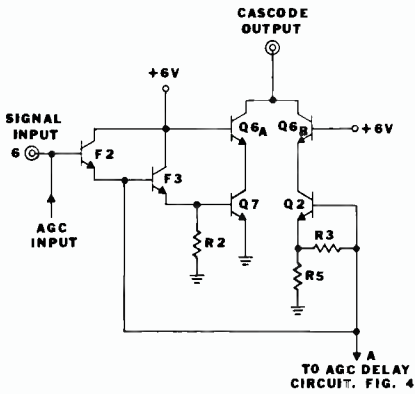 CASCODE
OUTPUT
+6V
SIGNAL
INPUT
6
F2
Q6A
Q6B
+6V
F3
Q7
Q2
AGC
INPUT
R2
R3
R5
A
TO AGC DELAY
CIRCUIT. FIG. 4